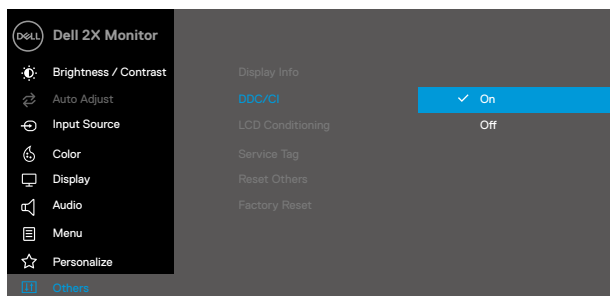 DELL
Dell 2X Monitor
Brightness / Contrast
Auto Adjust
Input Source
Color
Display
Audio
Menu
Personalize
Others
Display Info
DDC/CI
LCD Conditioning
Service Tag
Reset Others
Factory Reset
On
Off